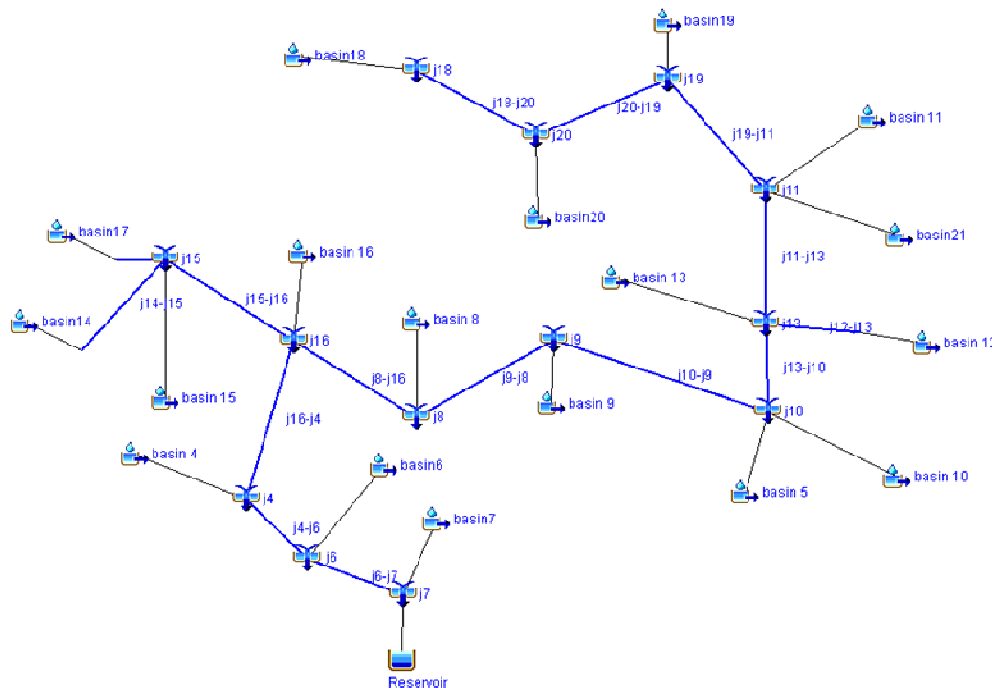 basin19
basin18
j18
j19
j19-j20
j20-j19
basin 11
j19-j11
j20
j11
basin20
basin17
basin21
basin 16
j15
j11-j13
basin 13
j14-j15
j15-j16
basin14
basin 8
j12-j13
j16
j9
basin 1
j8-j16
j9-j8
j10-j9
j13-j10
basin15
basin 9
j10
j8
j16-j4
basin 4
basin6
basin 10
basin 5
j4
basin7
j4-j6
j6
j6-j7
j7
Reservoir